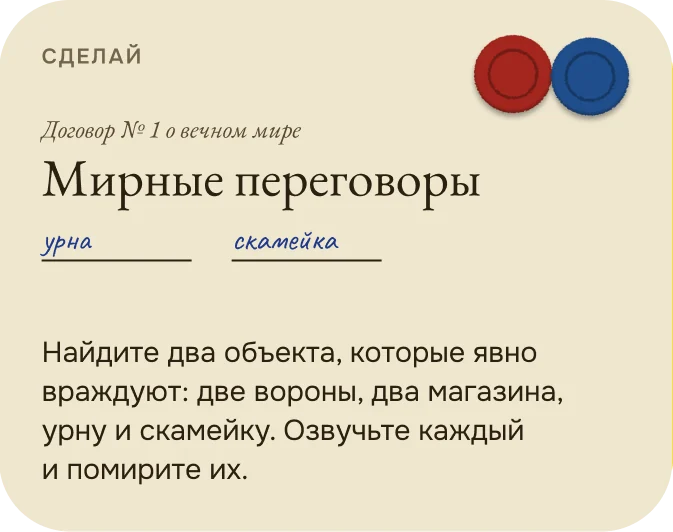 СДЕЛАЙ
Договор № 1 о вечном мире
Мирные переговоры
урна скамейка
Найдите два объекта, которые явно
враждуют: две вороны, два магазина,
урну и скамейку. Озвучьте каждый
и помирите их.